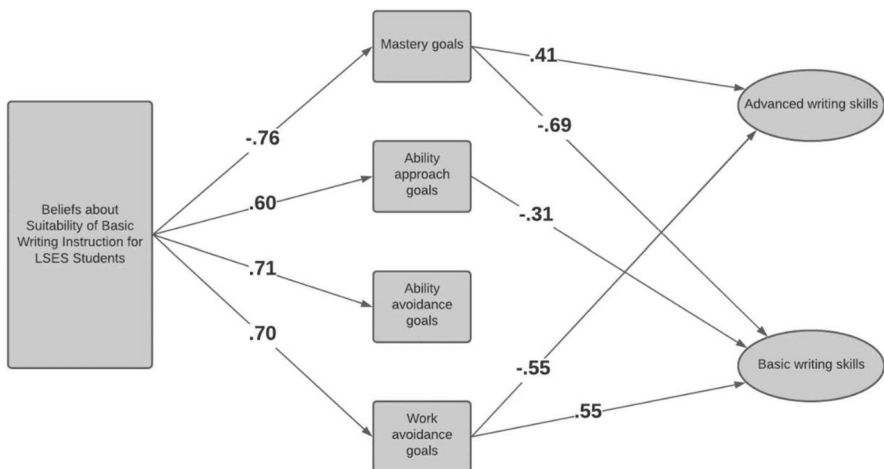 Mastery goals
.41
Advanced writing skills
-.76
-.69
Ability
approach
goals
.60
-.31
Beliefs about
Suitability of Basic
Writing Instruction for
LSES Students
.71
Ability
avoidance
goals
.70
-.55
Basic writing skills
.55
Work
avoidance
goals